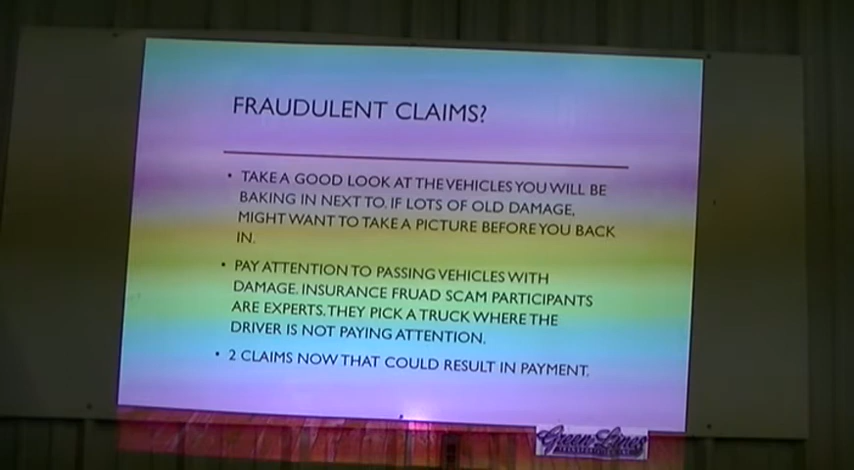 FRAUDULENT CLAIMS?
• TAKE A GOOD LOOK AT THE VEHICLES YOU WILL BE
BAKING IN NEXT TO. IF LOTS OF OLD DAMAGE,
MIGHT WANT TO TAKE A PICTURE BEFORE YOU BACK
IN.
• PAY ATTENTION TO PASSING VEHICLES WITH
DAMAGE. INSURANCE FRUAD SCAM PARTICIPANTS
ARE EXPERTS. THEY PICK A TRUCK WHERE THE
DRIVER IS NOT PAYING ATTENTION.
• 2 CLAIMS NOW THAT COULD RESULT IN PAYMENT.
Green Lines